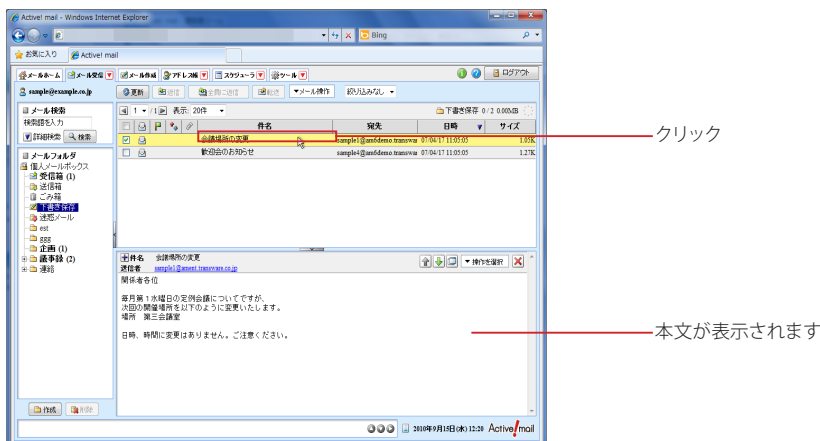 Active! mail - Windows Internet Explorer
Bing
お気に入り Active! mail
メールホーム メール受信 メール作成 アドレス帳 スケジューラ ツール ログアウト
sample@example.co.jp 更新 返信 全員に返信 転送 ▼メール操作 絞り込みなし
メール検索
検索語を入力
▼詳細検索 検索
1 /1 表示: 20件 下書き保存 0 / 2 0.00MB
件名 宛先 日時 ▼ サイズ
会議場所の変更 sample1@am6demo.transwar 07/04/17 11:05:05 1.05K
歓迎会のお知らせ sample4@am6demo.transwar 07/04/17 11:05:05 1.27K
クリック
メールフォルダ
個人メールボックス
受信箱 (1)
送信箱
ごみ箱
下書き保存
迷惑メール
est
ggg
企画 (1)
議事録 (2)
連絡
件名 会議場所の変更
送信者 sample1@ament.transware.co.jp
▼操作を選択
関係者各位
毎月第1水曜日の定例会議についてですが、
次回の開催場所を以下のように変更いたします。
場所 第三会議室
日時、時間に変更はありません。ご注意ください。
本文が表示されます
作成 削除
2010年9月15日(水) 12:20 Active! mail